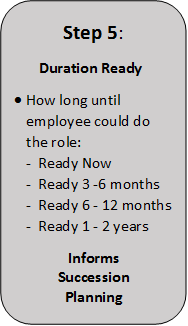 Step 5:
Duration Ready
• How long until
employee could do
the role:
- Ready Now
- Ready 3 -6 months
- Ready 6 - 12 months
- Ready 1 - 2 years
Informs
Succession
Planning